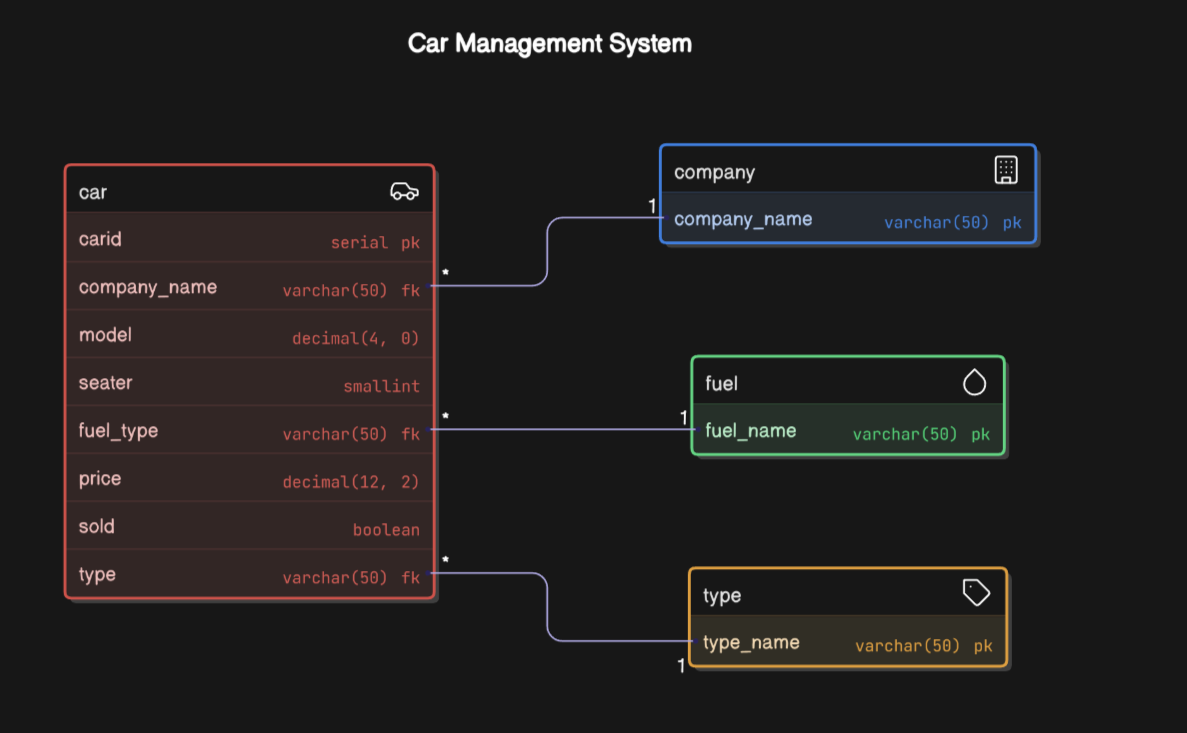 Car Management System
car
carid serial pk
company_name varchar(50) fk
model decimal(4, 0)
seater smallint
fuel_type varchar(50) fk
price decimal(12, 2)
sold boolean
type varchar(50) fk
*
*
*
1
1
1
company
company_name varchar(50) pk
fuel
fuel_name varchar(50) pk
type
type_name varchar(50) pk